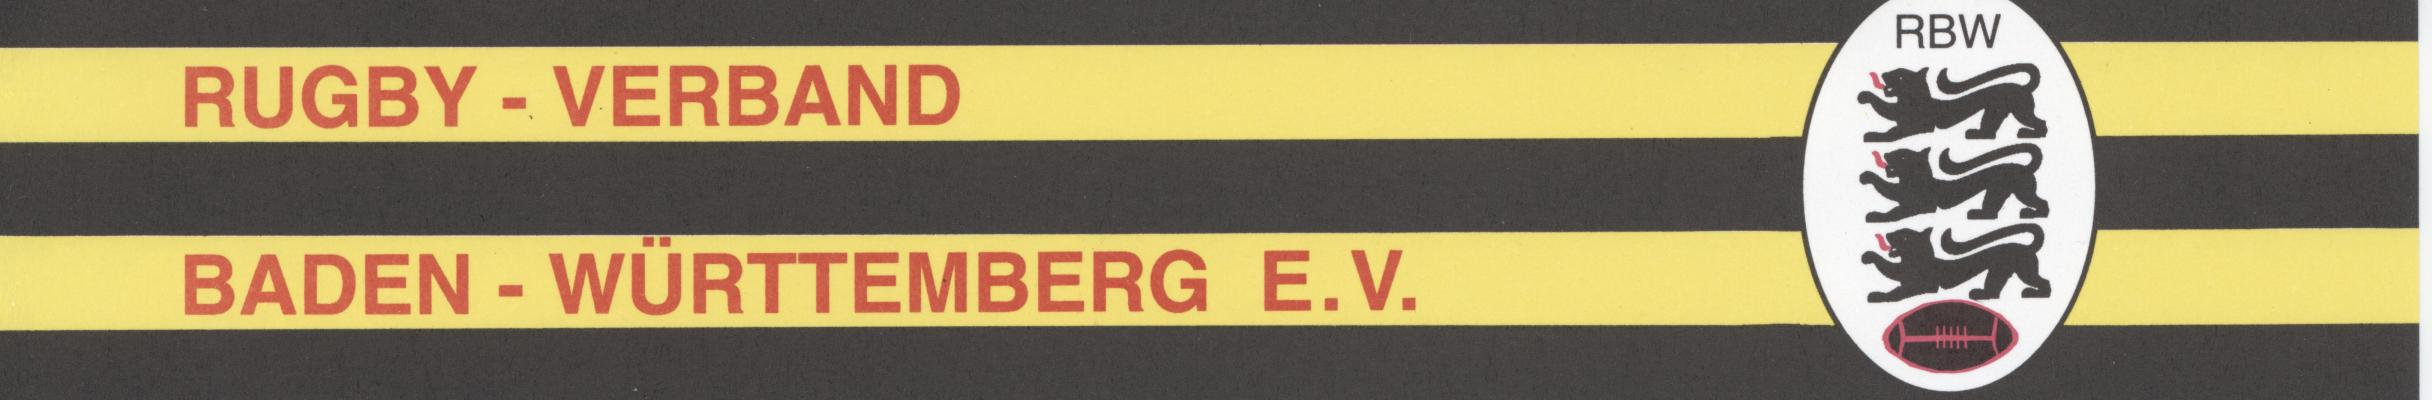 RUGBY - VERBAND
BADEN - WÜRTTEMBERG E.V.
RBW